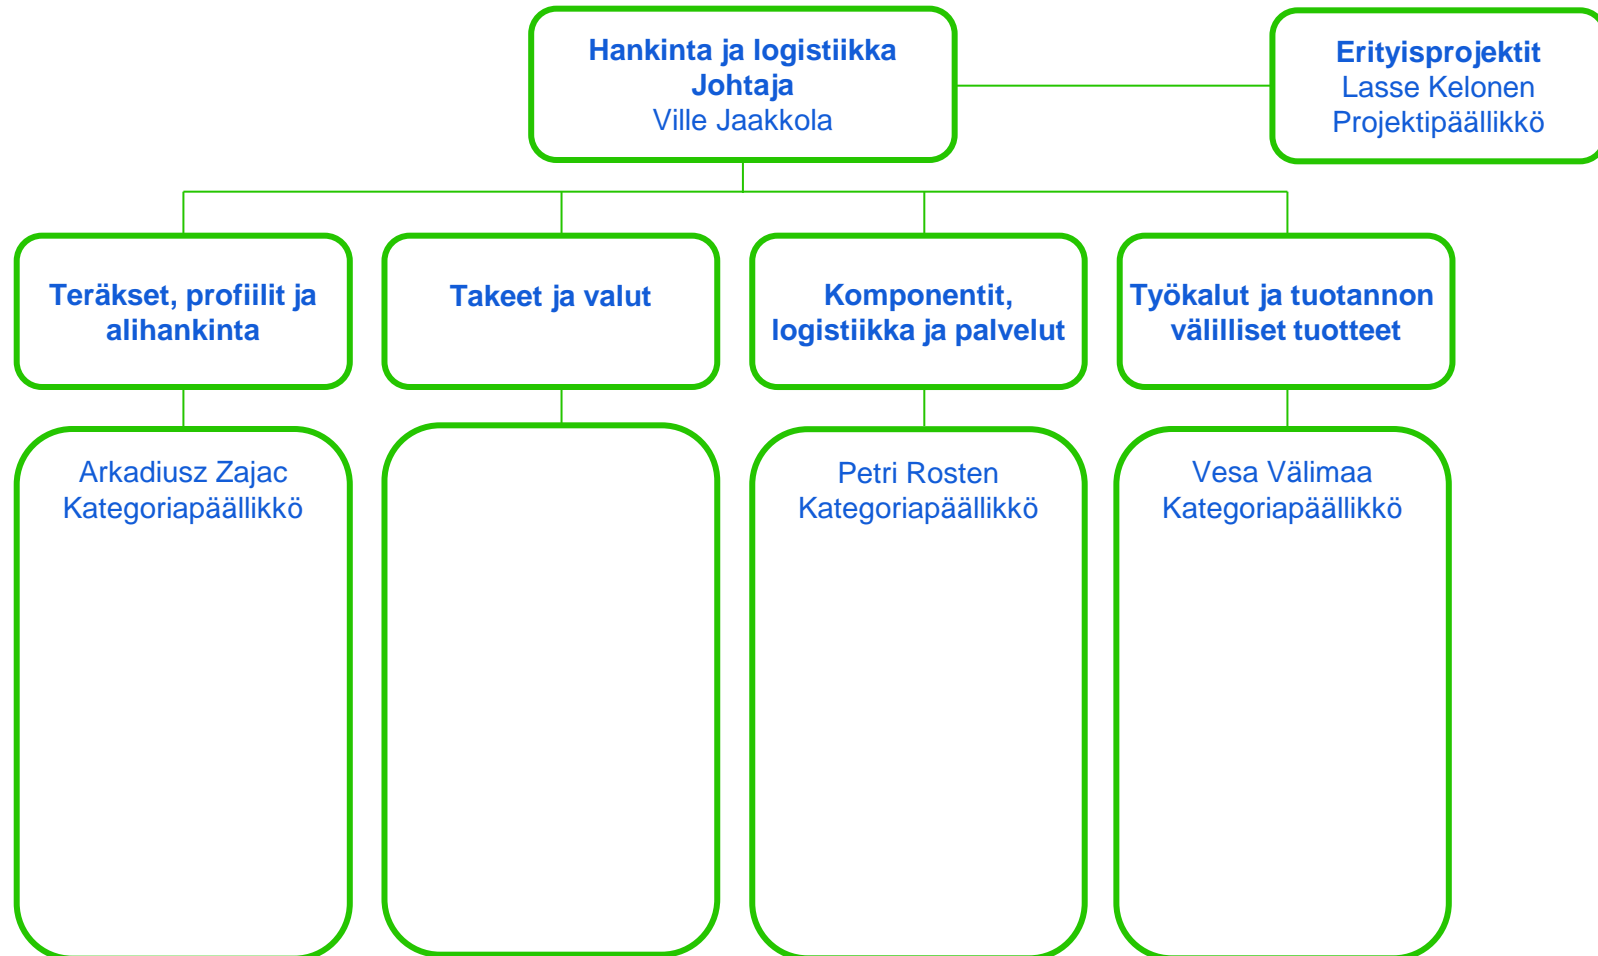 Hankinta ja logistiikka
Johtaja
Ville Jaakkola
Erityisprojektit
Lasse Kelonen
Projektipäällikkö
Teräkset, profiilit ja
alihankinta
Takeet ja valut
Komponentit,
logistiikka ja palvelut
Työkalut ja tuotannon
välilliset tuotteet
Arkadiusz Zajac
Kategoriapäällikkö
Petri Rosten
Kategoriapäällikkö
Vesa Välimaa
Kategoriapäällikkö